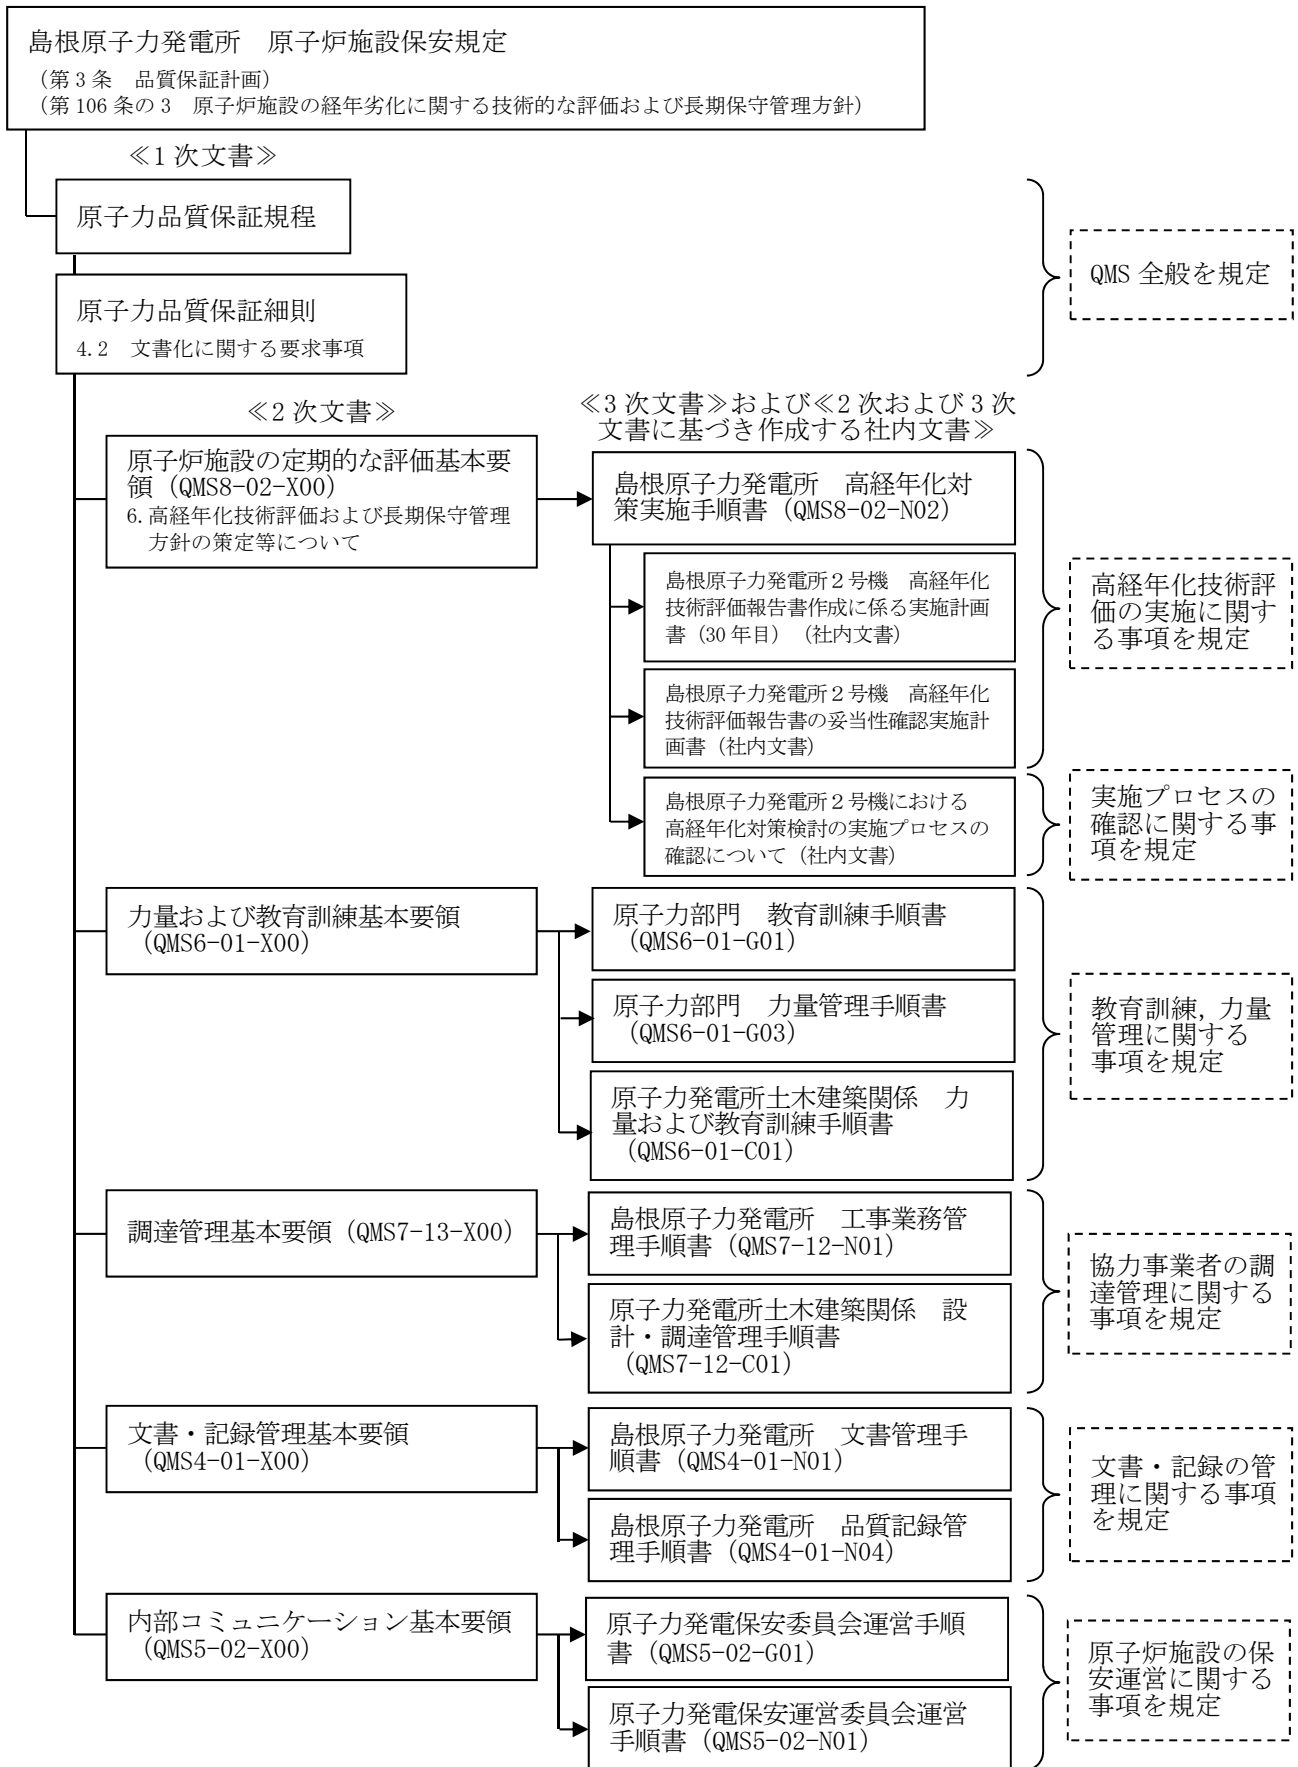 島根原子力発電所　原子炉施設保安規定
（第3条　品質保証計画）
（第106条の3　原子炉施設の経年劣化に関する技術的な評価および長期保守管理方針）
≪1次文書≫
原子力品質保証規程
QMS全般を規定
原子力品質保証細則
4.2　文書化に関する要求事項
≪2次文書≫
≪3次文書≫および≪2次および3次
文書に基づき作成する社内文書≫
原子炉施設の定期的な評価基本要
領（QMS8-02-X00）
6.高経年化技術評価および長期保守管理
方針の策定等について
島根原子力発電所　高経年化対
策実施手順書（QMS8-02-N02）
島根原子力発電所２号機　高経年化
技術評価報告書作成に係る実施計画
書（30年目）（社内文書）
島根原子力発電所２号機　高経年化
技術評価報告書の妥当性確認実施計
画書（社内文書）
高経年化技術評
価の実施に関す
る事項を規定
島根原子力発電所２号機における
高経年化対策検討の実施プロセスの
確認について（社内文書）
実施プロセスの
確認に関する事
項を規定
力量および教育訓練基本要領
（QMS6-01-X00）
原子力部門　教育訓練手順書
（QMS6-01-G01）
原子力部門　力量管理手順書
（QMS6-01-G03）
原子力発電所土木建築関係　力
量および教育訓練手順書
（QMS6-01-C01）
教育訓練，力量
管理に関する
事項を規定
調達管理基本要領（QMS7-13-X00）
島根原子力発電所　工事業務管
理手順書（QMS7-12-N01）
原子力発電所土木建築関係　設
計・調達管理手順書
（QMS7-12-C01）
協力事業者の調
達管理に関する
事項を規定
文書・記録管理基本要領
（QMS4-01-X00）
島根原子力発電所　文書管理手
順書（QMS4-01-N01）
島根原子力発電所　品質記録管
理手順書（QMS4-01-N04）
文書・記録の管
理に関する事項
を規定
内部コミュニケーション基本要領
（QMS5-02-X00）
原子力発電保安委員会運営手順
書（QMS5-02-G01）
原子力発電保安運営委員会運営
手順書（QMS5-02-N01）
原子炉施設の保
安運営に関する
事項を規定